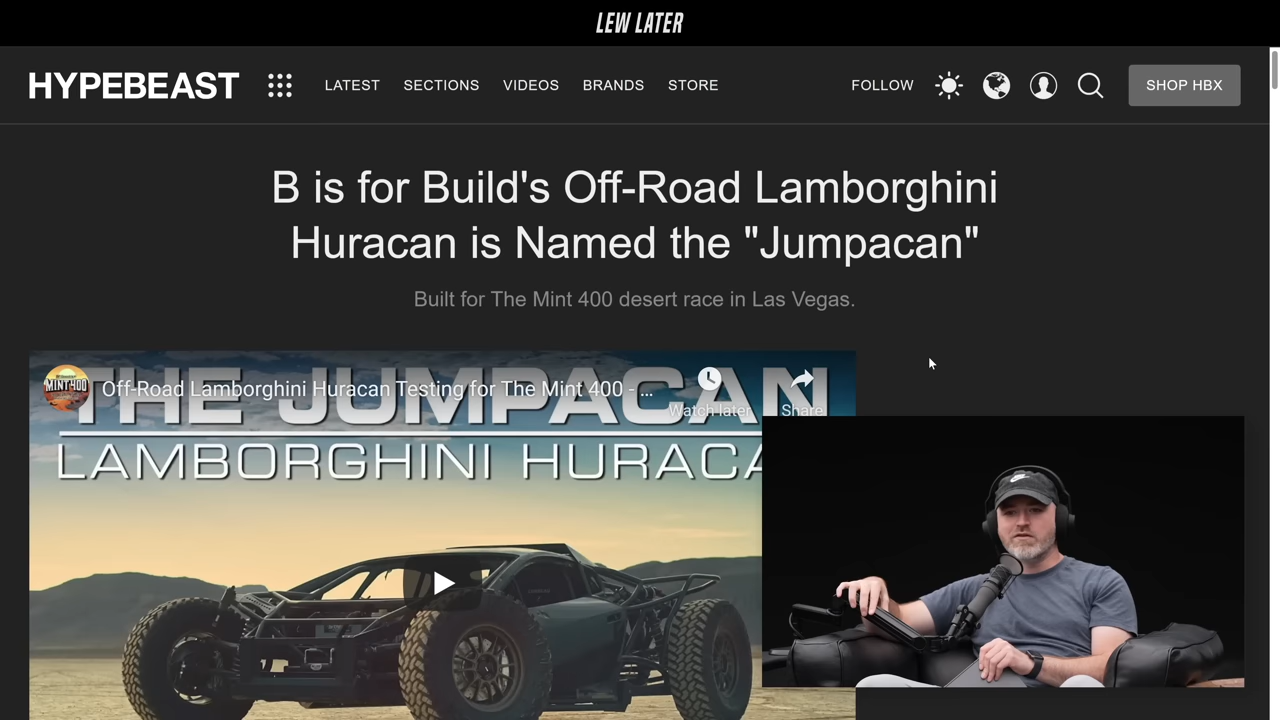 LEW LATER
HYPEBEAST
LATEST
SECTIONS
VIDEOS
BRANDS
STORE
FOLLOW
SHOP HBX
B is for Build's Off-Road Lamborghini
Huracan is Named the "Jumpacan"
Built for The Mint 400 desert race in Las Vegas.
THE JUMPACAN
MINT 400
Off-Road Lamborghini Huracan Testing for The Mint 400 - ...
Watch later
Share
LAMBORGHINI HURACA